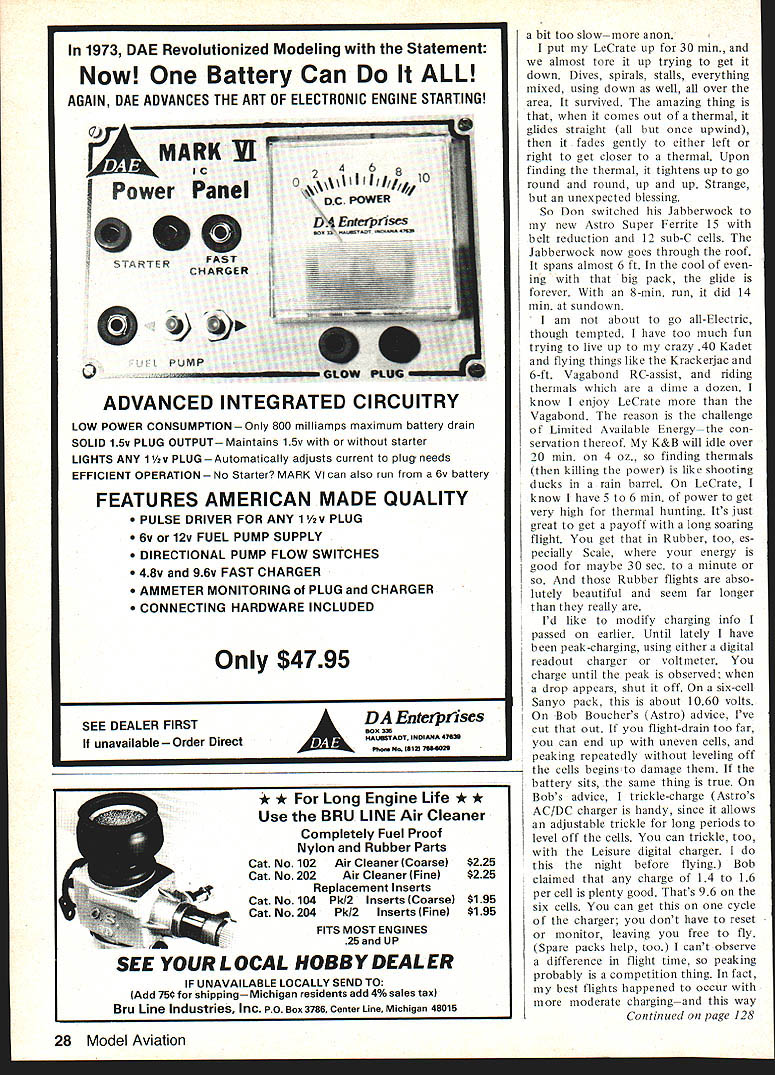 In 1973, DAE Revolutionized Modeling with the Statement:
Now! One Battery Can Do It ALL!
AGAIN, DAE ADVANCES THE ART OF ELECTRONIC ENGINE STARTING!
DAE
MARK VI
IC
Power Panel
STARTER
FAST
CHARGER
FUEL PUMP
0 2 4 6 8 10
D.C. POWER
DA Enterprises
BOX 335 HAUBSTADT, INDIANA 47639
GLOW PLUG
ADVANCED INTEGRATED CIRCUITRY
LOW POWER CONSUMPTION — Only 800 milliamps maximum battery drain
SOLID 1.5v PLUG OUTPUT — Maintains 1.5v with or without starter
LIGHTS ANY 1½v PLUG — Automatically adjusts current to plug needs
EFFICIENT OPERATION — No Starter? MARK VI can also run from a 6v battery
FEATURES AMERICAN MADE QUALITY
• PULSE DRIVER FOR ANY 1½v PLUG
• 6v or 12v FUEL PUMP SUPPLY
• DIRECTIONAL PUMP FLOW SWITCHES
• 4.8v and 9.6v FAST CHARGER
• AMMETER MONITORING of PLUG and CHARGER
• CONNECTING HARDWARE INCLUDED
Only $47.95
SEE DEALER FIRST
If unavailable — Order Direct
DAE
DA Enterprises
BOX 335
HAUBSTADT, INDIANA 47639
Phone No. (812) 768-6029
★ ★ For Long Engine Life ★ ★
Use the BRU LINE Air Cleaner
Completely Fuel Proof
Nylon and Rubber Parts
Cat. No. 102 Air Cleaner (Coarse) $2.25
Cat. No. 202 Air Cleaner (Fine) $2.25
Replacement Inserts
Cat. No. 104 Pk/2 Inserts (Coarse) $1.95
Cat. No. 204 Pk/2 Inserts (Fine) $1.95
FITS MOST ENGINES
.25 and UP
SEE YOUR LOCAL HOBBY DEALER
IF UNAVAILABLE LOCALLY SEND TO:
(Add 75¢ for shipping—Michigan residents add 4% sales tax)
Bru Line Industries, Inc. P.O. Box 3786, Center Line, Michigan 48015
28 Model Aviation
a bit too slow—more anon.
I put my LeCrate up for 30 min., and
we almost tore it up trying to get it
down. Dives, spirals, stalls, everything
mixed, using down as well, all over the
area. It survived. The amazing thing is
that, when it comes out of a thermal, it
glides straight (all but once upwind),
then it fades gently to either left or
right to get closer to a thermal. Upon
finding the thermal, it tightens up to go
round and round, up and up. Strange,
but an unexpected blessing.
So Don switched his Jabberwock to
my new Astro Super Ferrite 15 with
belt reduction and 12 sub-C cells. The
Jabberwock now goes through the roof.
It spans almost 6 ft. In the cool of even-
ing with that big pack, the glide is
forever. With an 8-min. run, it did 14
min. at sundown.
I am not about to go all-Electric,
though tempted. I have too much fun
trying to live up to my crazy .40 Kadet
and flying things like the Krackerjac and
6-ft. Vagabond RC-assist, and riding
thermals which are a dime a dozen. I
know I enjoy LeCrate more than the
Vagabond. The reason is the challenge
of Limited Available Energy—the con-
servation thereof. My K&B will idle over
20 min. on 4 oz., so finding thermals
(then killing the power) is like shooting
ducks in a rain barrel. On LeCrate, I
know I have 5 to 6 min. of power to get
very high for thermal hunting. It's just
great to get a payoff with a long soaring
flight. You get that in Rubber, too, es-
pecially Scale, where your energy is
good for maybe 30 sec. to a minute or
so. And those Rubber flights are abso-
lutely beautiful and seem far longer
than they really are.
I'd like to modify charging info I
passed on earlier. Until lately I have
been peak-charging, using either a digital
readout charger or voltmeter. You
charge until the peak is observed; when
a drop appears, shut it off. On a six-cell
Sanyo pack, this is about 10.60 volts.
On Bob Boucher's (Astro) advice, I've
cut that out. If you flight-drain too far,
you can end up with uneven cells, and
peaking repeatedly without leveling off
the cells begins to damage them. If the
battery sits, the same thing is true. On
Bob's advice, I trickle-charge (Astro's
AC/DC charger is handy, since it allows
an adjustable trickle for long periods to
level off the cells. You can trickle, too,
with the Leisure digital charger. I do
this the night before flying.) Bob
claimed that any charge of 1.4 to 1.6
per cell is plenty good. That's 9.6 on the
six cells. You can get this on one cycle
of the charger; you don't have to reset
or monitor, leaving you free to fly.
(Spare packs help, too.) I can't observe
a difference in flight time, so peaking
probably is a competition thing. In fact,
my best flights happened to occur with
more moderate charging—and this way
Continued on page 128